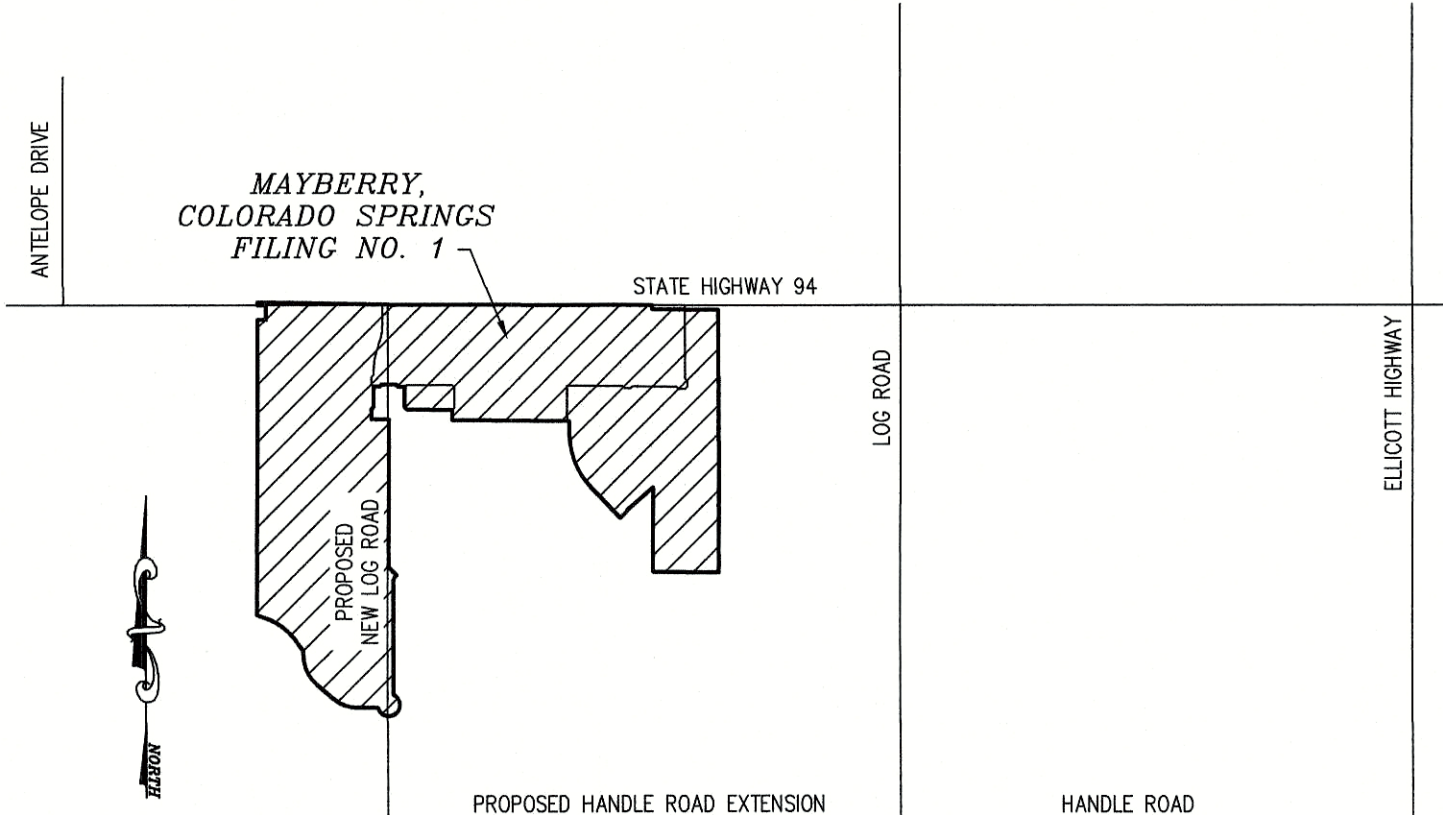 ANTELOPE DRIVE
MAYBERRY,
COLORADO SPRINGS
FILING NO. 1
STATE HIGHWAY 94
LOG ROAD
ELLICOTT HIGHWAY
PROPOSED
NEW LOG ROAD
NORTH
PROPOSED HANDLE ROAD EXTENSION
HANDLE ROAD